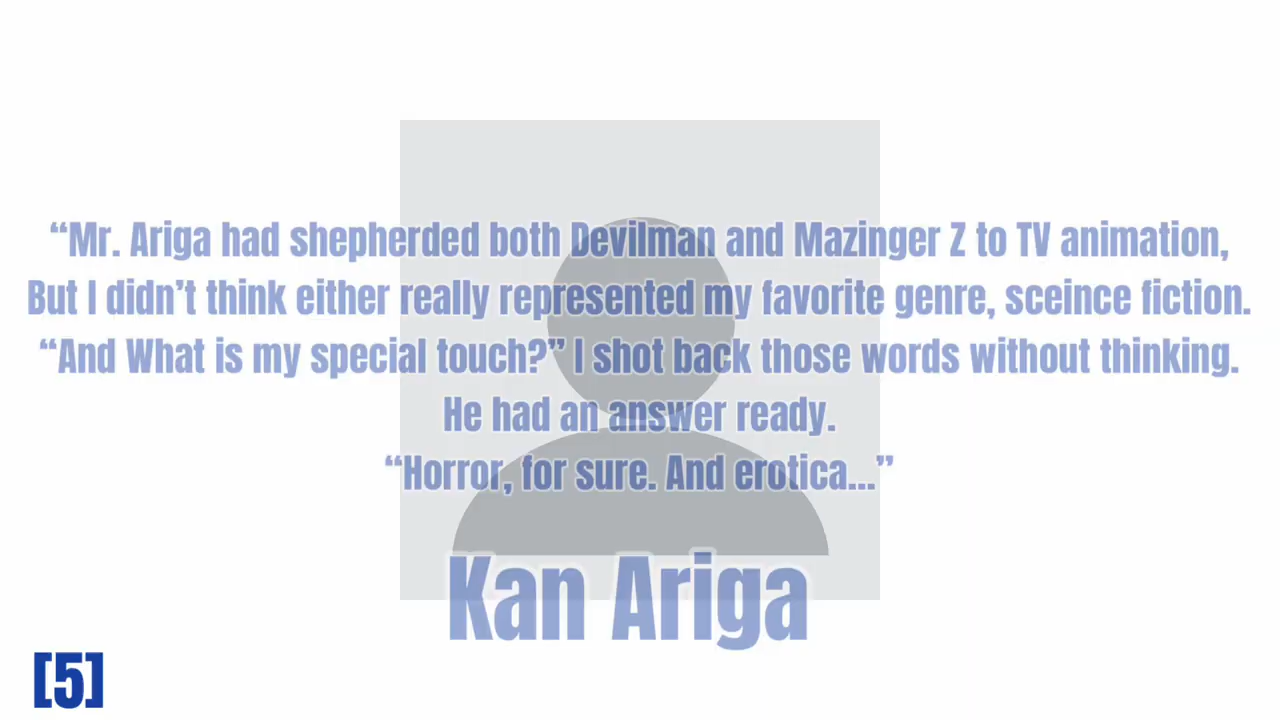 “Mr. Ariga had shepherded both Devilman and Mazinger Z to TV animation,
But I didn’t think either really represented my favorite genre, sceince fiction.
“And What is my special touch?” I shot back those words without thinking.
He had an answer ready.
“Horror, for sure. And erotica...”
Kan Ariga
[5]